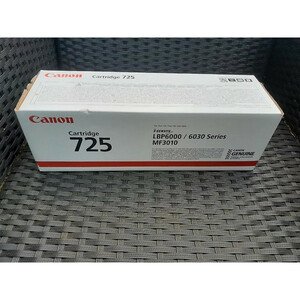 Canon
Cartridge 725
Canon
Cartridge
725
LBP6000 / 6030 Series
MF3010
Canon
GENUINE